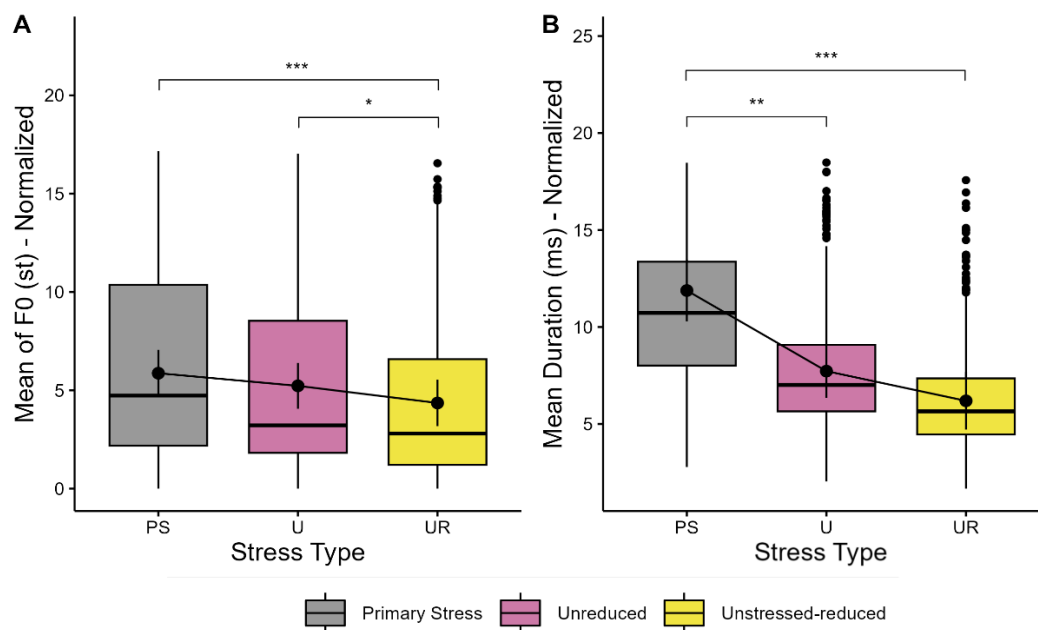 A
Mean of F0 (st) - Normalized
20
15
10
5
0
***
*
PS
U
UR
Stress Type
B
Mean Duration (ms) - Normalized
25
20
15
10
5
***
**
PS
U
UR
Stress Type
Primary Stress
Unreduced
Unstressed-reduced